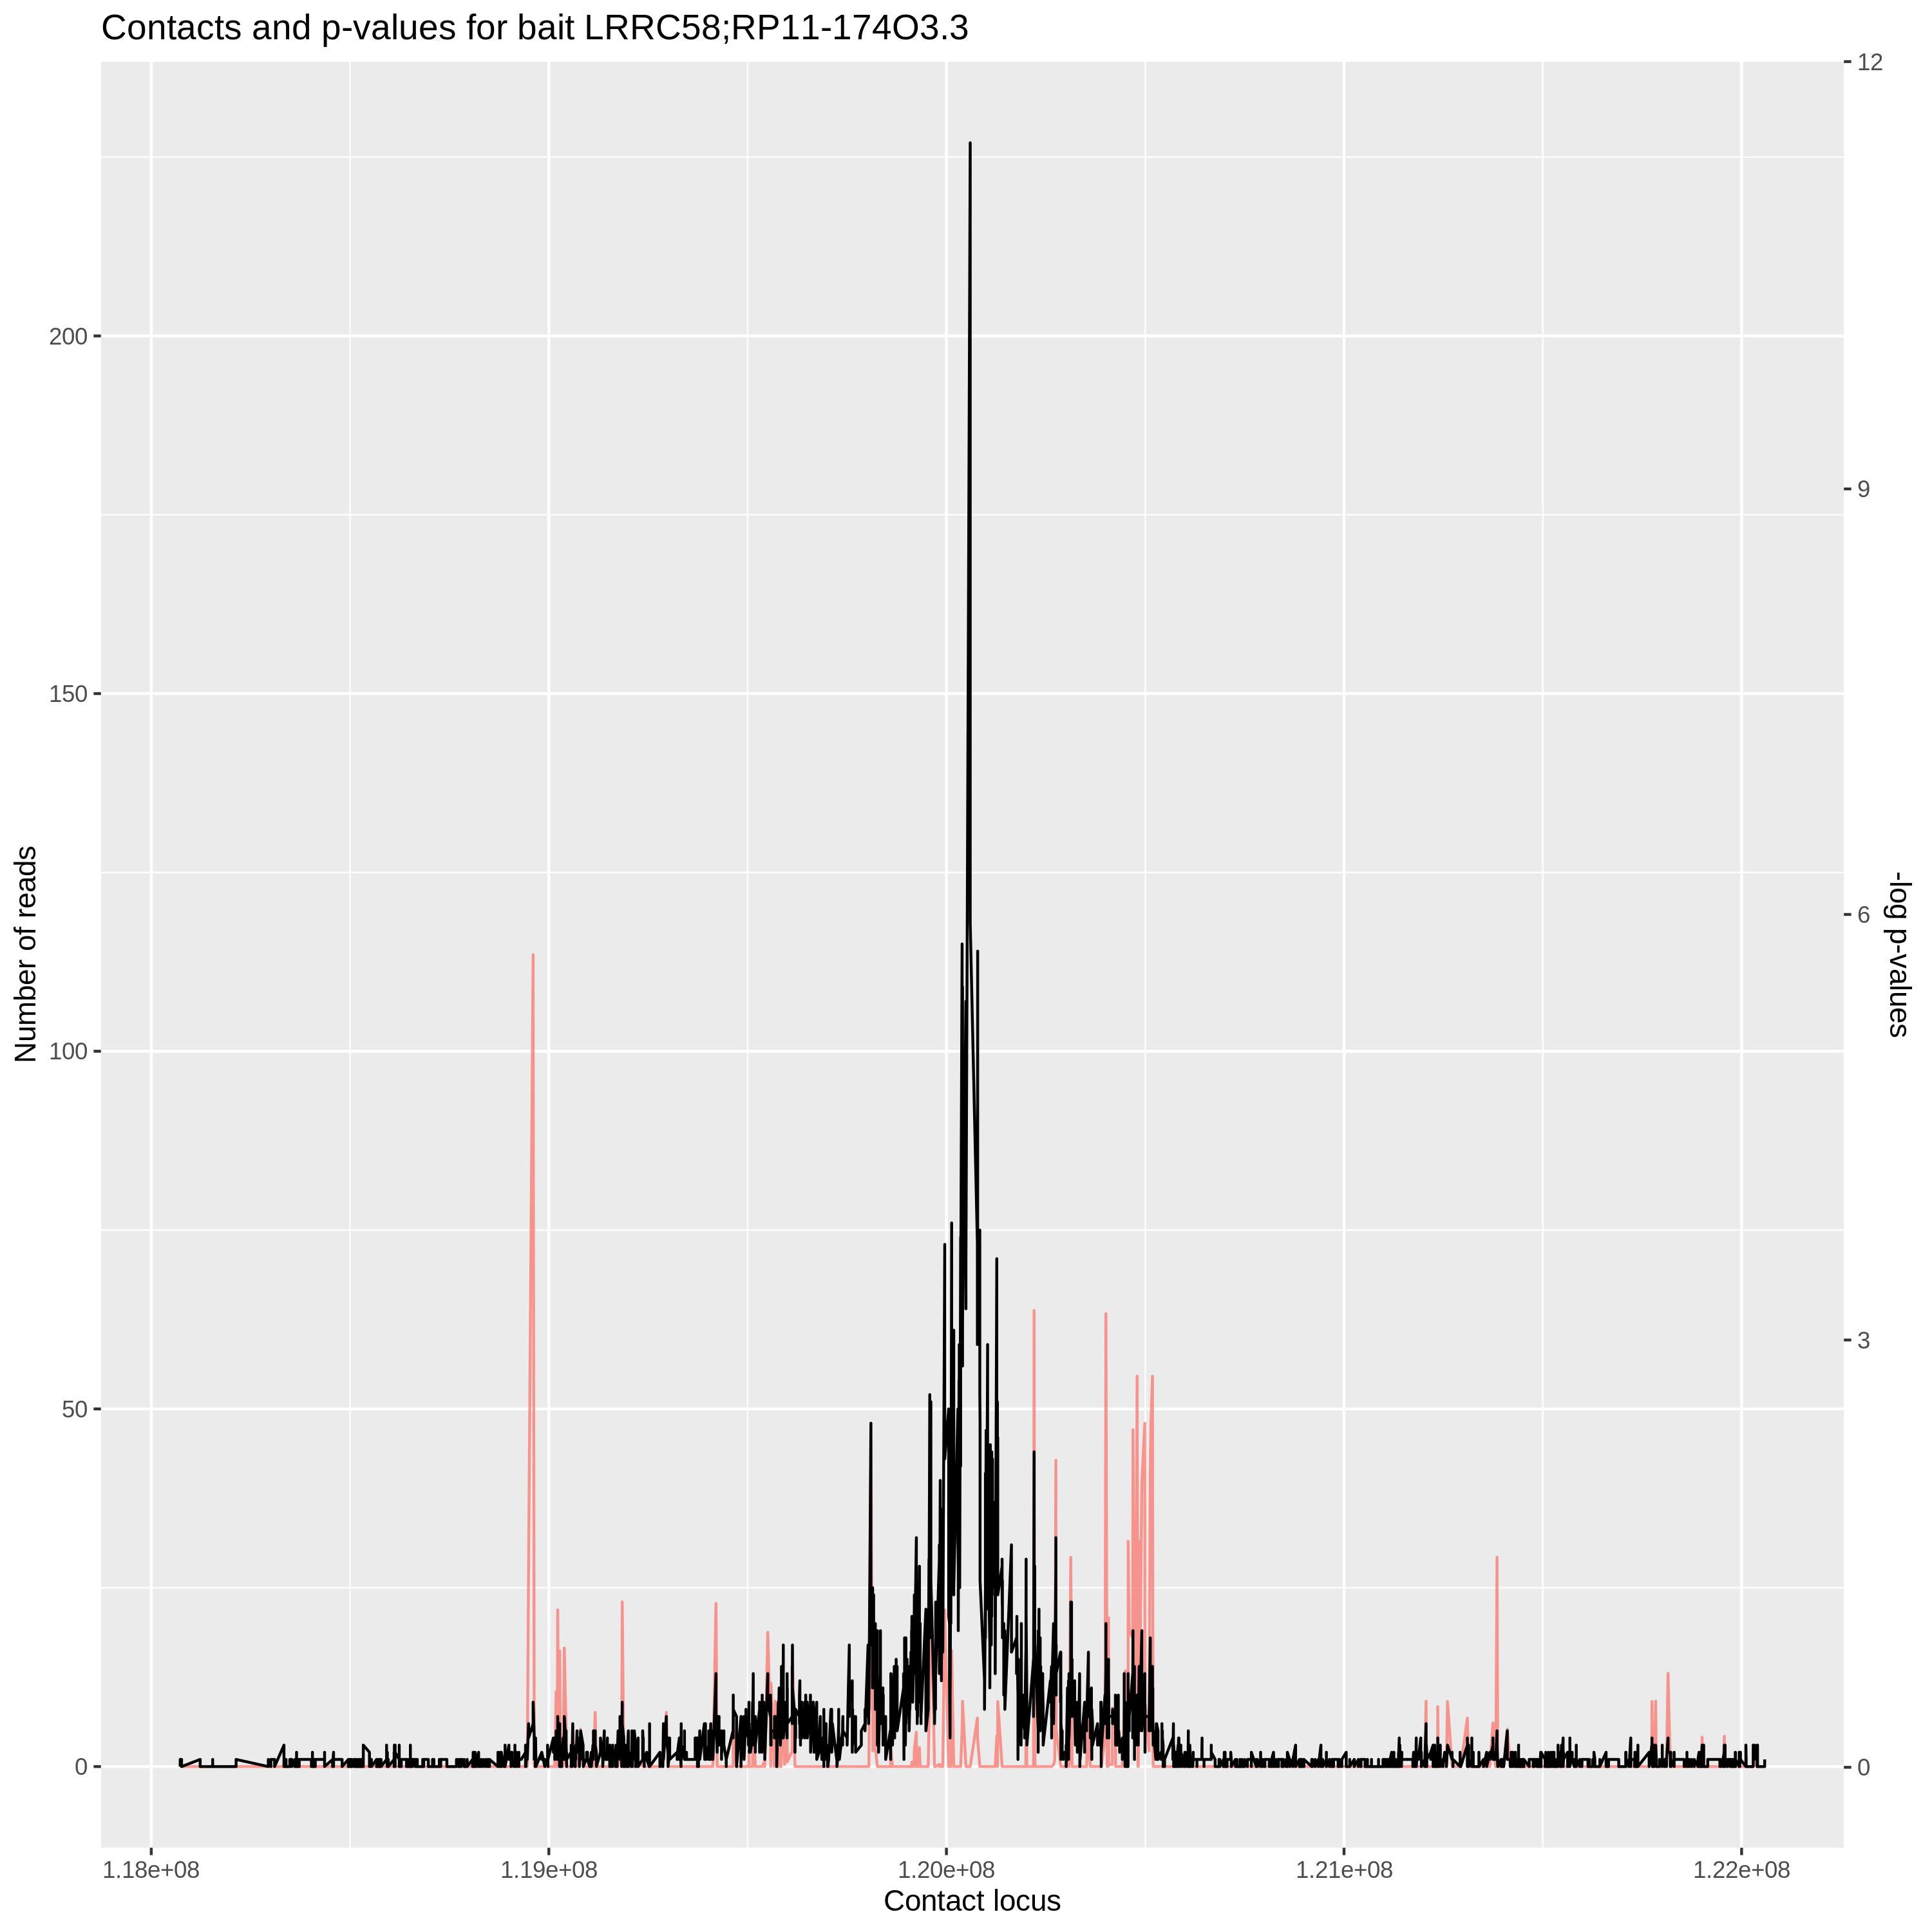 Contacts and p-values for bait LRRC58;RP11-174O3.3
12
9
6
3
0
-log p-values
200
150
100
50
0
Number of reads
1.18e+08 1.19e+08 1.20e+08 1.21e+08 1.22e+08
Contact locus